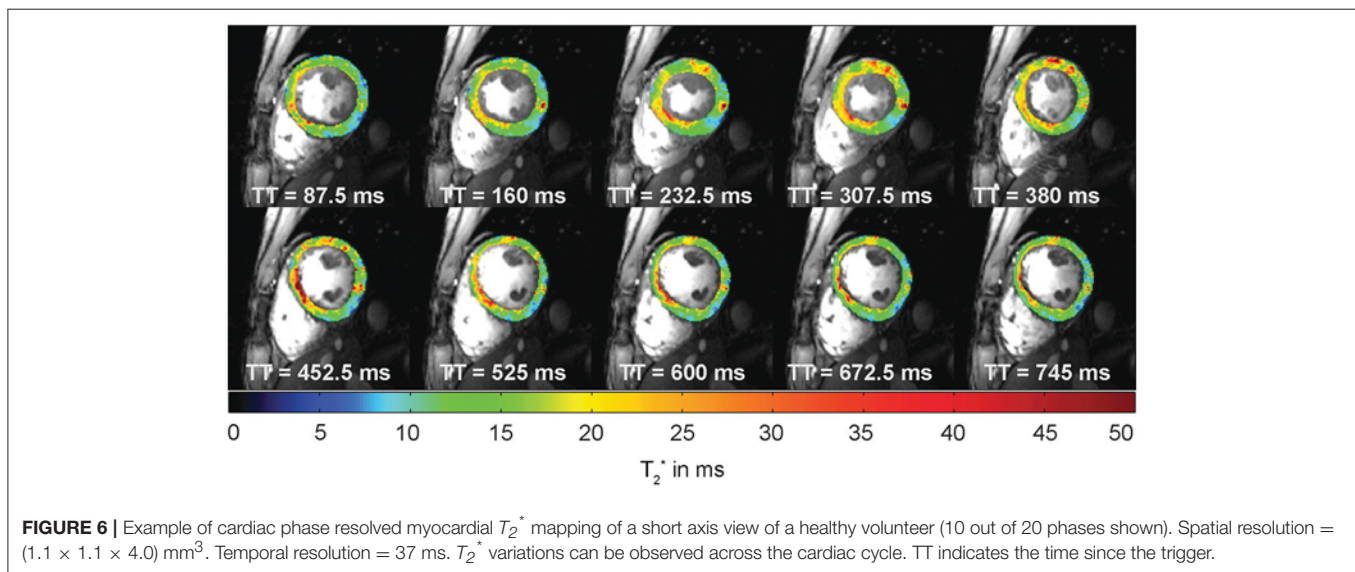 TT = 87.5 ms TT = 160 ms TT = 232.5 ms TT = 307.5 ms TT = 380 ms
TT = 452.5 ms TT = 525 ms TT = 600 ms TT = 672.5 ms TT = 745 ms
0 5 10 15 20 25 30 35 40 45 50
T₂* in ms
FIGURE 6 | Example of cardiac phase resolved myocardial T₂* mapping of a short axis view of a healthy volunteer (10 out of 20 phases shown). Spatial resolution =
(1.1 × 1.1 × 4.0) mm³. Temporal resolution = 37 ms. T₂* variations can be observed across the cardiac cycle. TT indicates the time since the trigger.